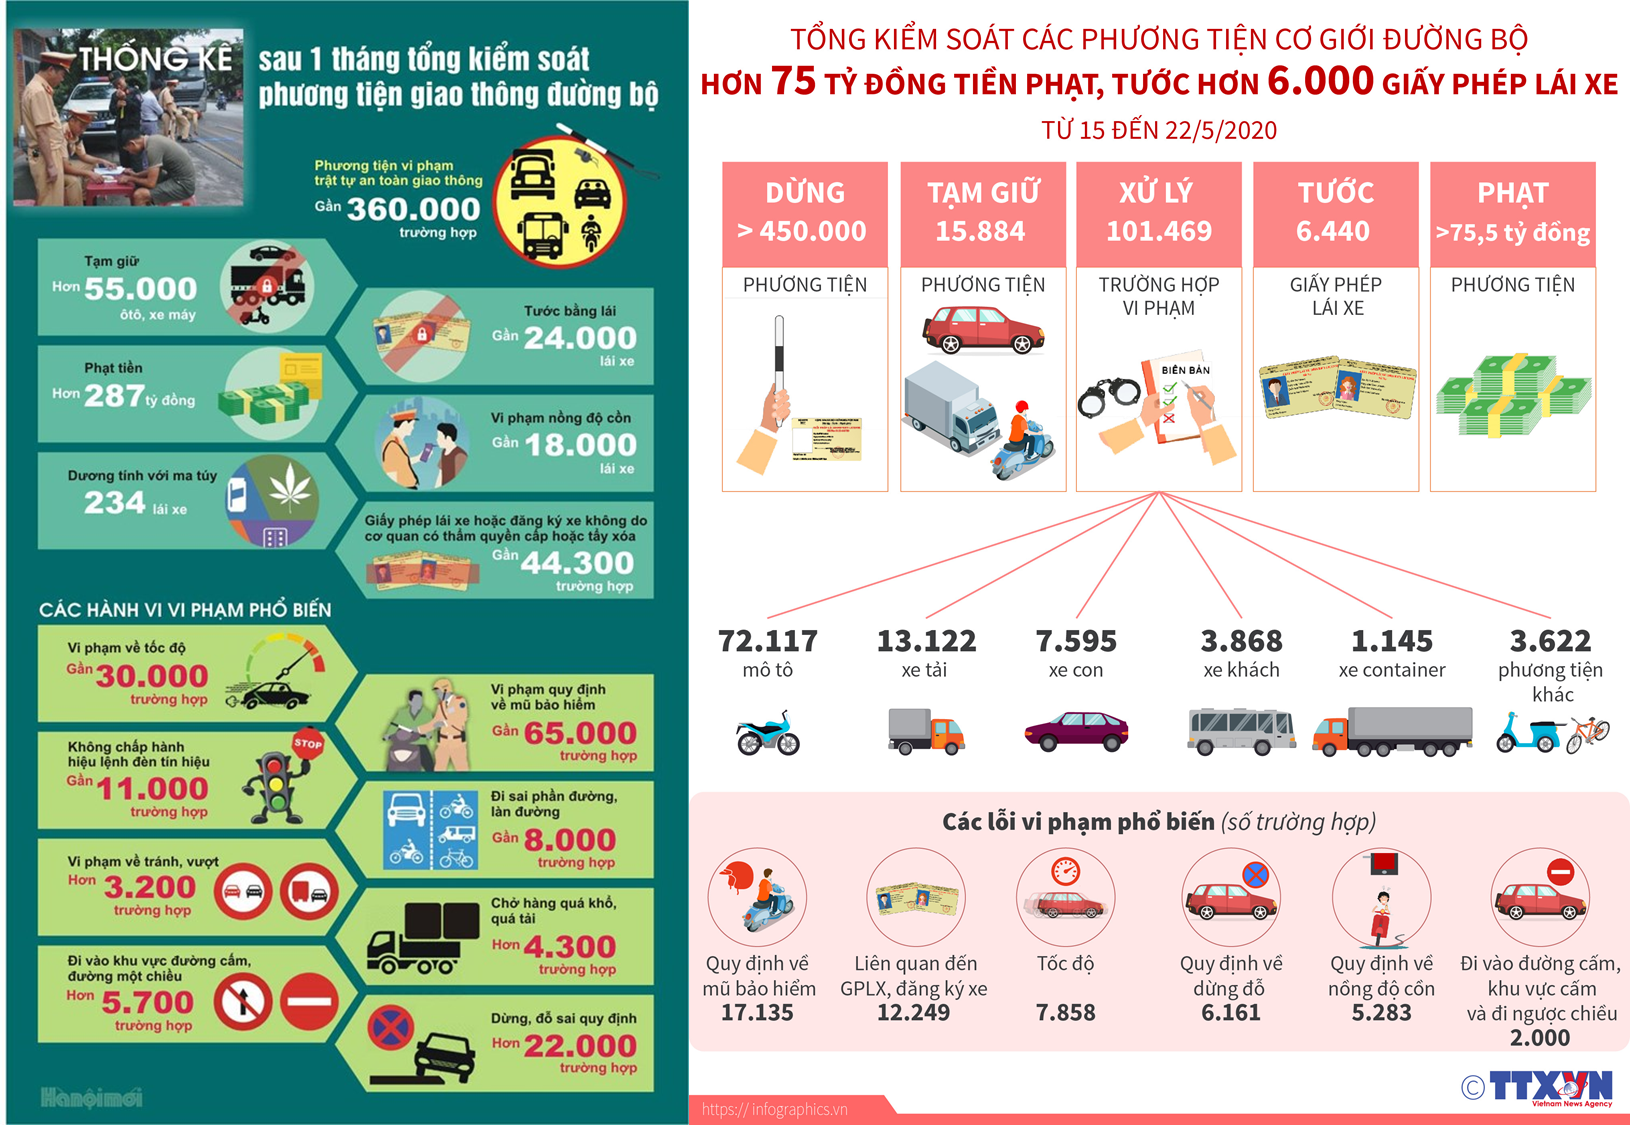 THỐNG KÊ
sau 1 tháng tổng kiểm soát
phương tiện giao thông đường bộ
Phương tiện vi phạm
trật tự an toàn giao thông
Gần 360.000
trường hợp
Tạm giữ
Hơn 55.000
ôtô, xe máy
Tước bằng lái
Gần 24.000
lái xe
Phạt tiền
Hơn 287 tỷ đồng
Vi phạm nồng độ cồn
Gần 18.000
lái xe
Dương tính với ma túy
234 lái xe
Giấy phép lái xe hoặc đăng ký xe không do
cơ quan có thẩm quyền cấp hoặc tẩy xóa
Gần 44.300
trường hợp
CÁC HÀNH VI VI PHẠM PHỔ BIẾN
Vi phạm về tốc độ
Gần 30.000
trường hợp
Vi phạm quy định
về mũ bảo hiểm
Gần 65.000
trường hợp
Không chấp hành
hiệu lệnh đèn tín hiệu
Gần 11.000
trường hợp
STOP
Đi sai phần đường,
làn đường
Gần 8.000
trường hợp
Vi phạm về tránh, vượt
Hơn 3.200
trường hợp
Chở hàng quá khổ,
quá tải
Hơn 4.300
trường hợp
Đi vào khu vực đường cấm,
đường một chiều
Hơn 5.700
trường hợp
Dừng, đỗ sai quy định
Hơn 22.000
trường hợp
Hànộimới
TỔNG KIỂM SOÁT CÁC PHƯƠNG TIỆN CƠ GIỚI ĐƯỜNG BỘ
HƠN 75 TỶ ĐỒNG TIỀN PHẠT, TƯỚC HƠN 6.000 GIẤY PHÉP LÁI XE
TỪ 15 ĐẾN 22/5/2020
DỪNG
> 450.000
PHƯƠNG TIỆN
TẠM GIỮ
15.884
PHƯƠNG TIỆN
XỬ LÝ
101.469
TRƯỜNG HỢP
VI PHẠM
BIÊN BẢN
TƯỚC
6.440
GIẤY PHÉP
LÁI XE
PHẠT
>75,5 tỷ đồng
PHƯƠNG TIỆN
72.117
mô tô
13.122
xe tải
7.595
xe con
3.868
xe khách
1.145
xe container
3.622
phương tiện
khác
Các lỗi vi phạm phổ biến (số trường hợp)
Quy định về
mũ bảo hiểm
17.135
Liên quan đến
GPLX, đăng ký xe
12.249
Tốc độ
7.858
Quy định về
dừng đỗ
6.161
Quy định về
nồng độ cồn
5.283
Đi vào đường cấm,
khu vực cấm
và đi ngược chiều
2.000
© TTXVN
Vietnam News Agency
https:// infographics.vn